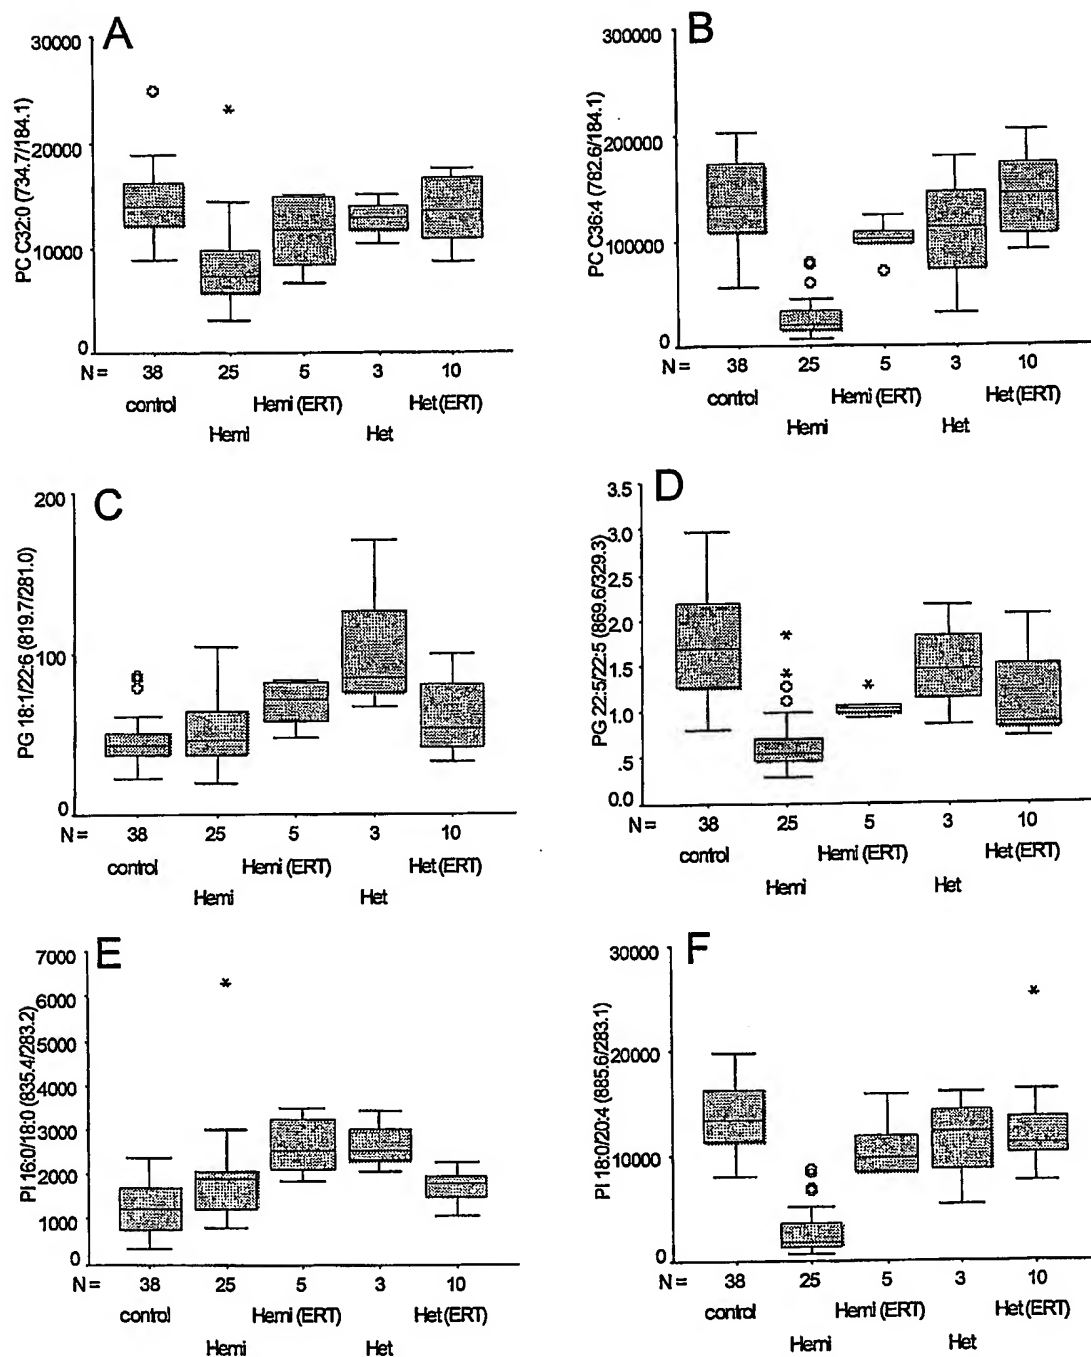 A
PC C32:0 (734.7/184.1)
30000
20000
10000
0
N = 38 25 5 3 10
control Hemi (ERT) Het (ERT)
Hemi Het
B
PC C36:4 (782.6/184.1)
300000
200000
100000
0
N = 38 25 5 3 10
control Hemi (ERT) Het (ERT)
Hemi Het
C
PG 18:1/22:6 (819.7/281.0)
200
100
0
N = 38 25 5 3 10
control Hemi (ERT) Het (ERT)
Hemi Het
D
PG 22:5/22:5 (869.6/329.3)
3.5
3.0
2.5
2.0
1.5
1.0
.5
0.0
N = 38 25 5 3 10
control Hemi (ERT) Het (ERT)
Hemi Het
E
PI 16:0/18:0 (835.4/283.2)
7000
6000
5000
4000
3000
2000
1000
0
N = 38 25 5 3 10
control Hemi (ERT) Het (ERT)
Hemi Het
F
PI 18:0/20:4 (885.6/283.1)
30000
20000
10000
0
N = 38 25 5 3 10
control Hemi (ERT) Het (ERT)
Hemi Het